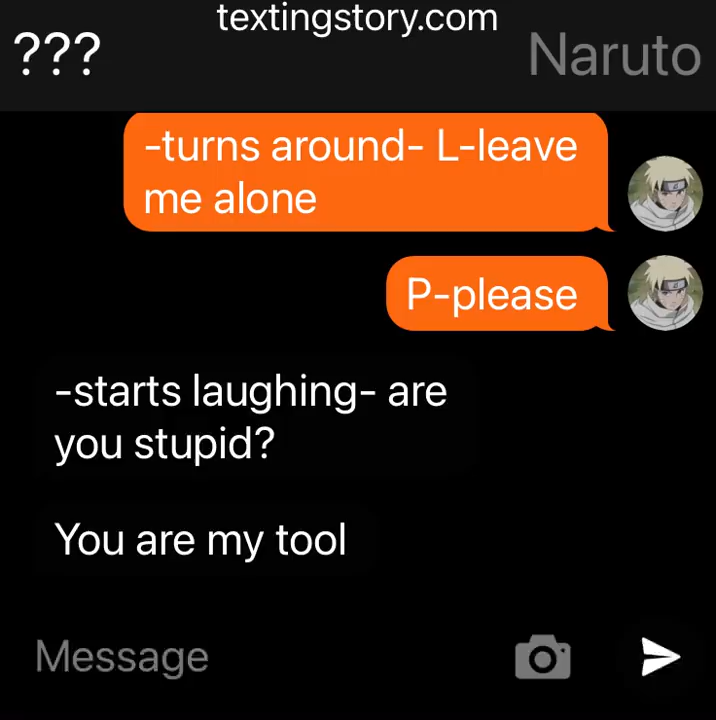 textingstory.com
??? Naruto
-turns around- L-leave
me alone
P-please
-starts laughing- are
you stupid?
You are my tool
Message